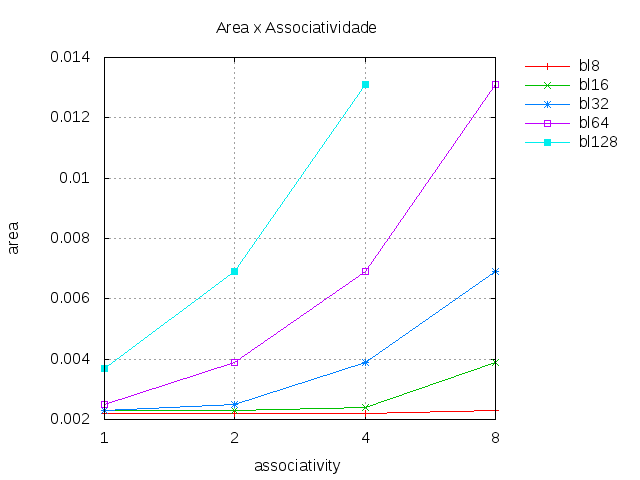 Area x Associatividade
0.014
0.012
0.01
0.008
0.006
0.004
0.002
area
1 2 4 8
associativity
bl8
bl16
bl32
bl64
bl128